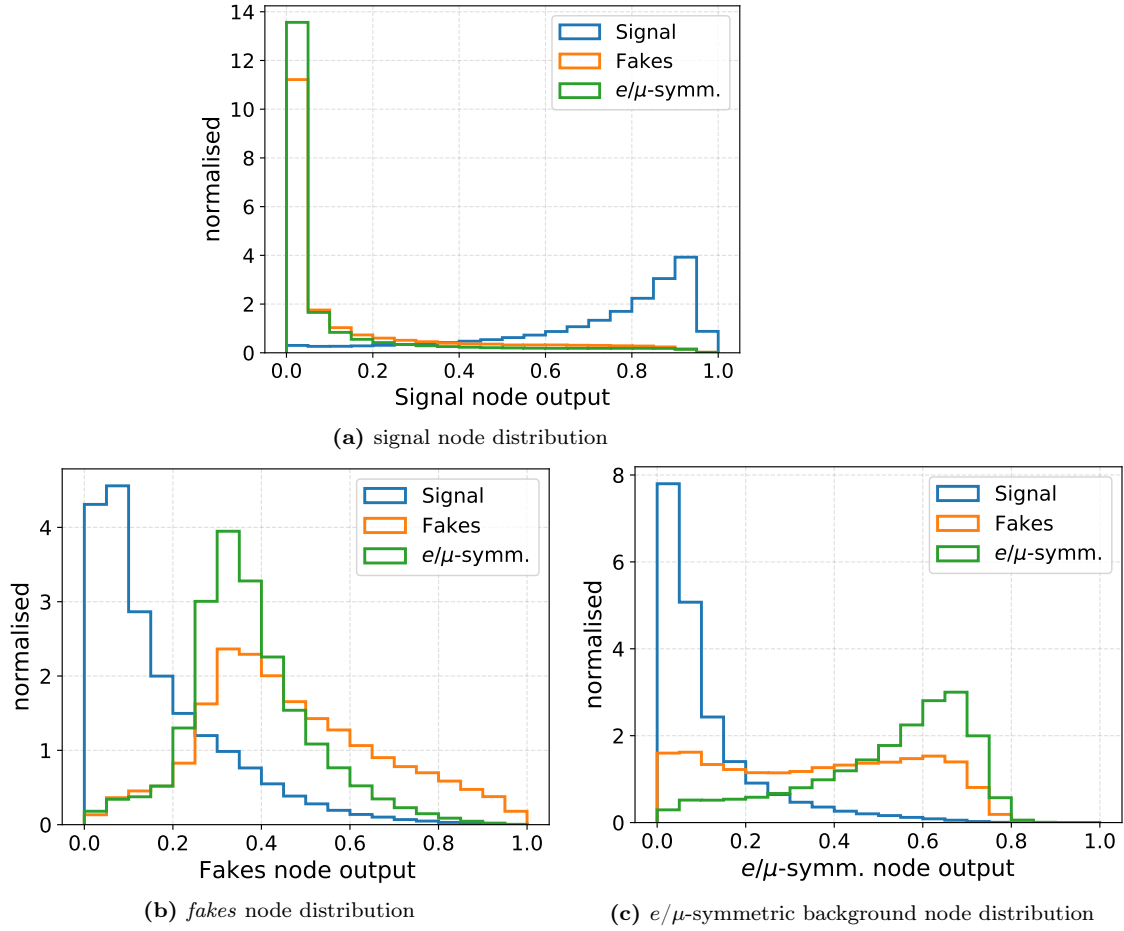 14
12
10
8
6
4
2
0
normalised
Signal
Fakes
e/μ-symm.
0.0 0.2 0.4 0.6 0.8 1.0
Signal node output
(a) signal node distribution
4
3
2
1
0
normalised
Signal
Fakes
e/μ-symm.
0.0 0.2 0.4 0.6 0.8 1.0
Fakes node output
(b) fakes node distribution
8
6
4
2
0
normalised
Signal
Fakes
e/μ-symm.
0.0 0.2 0.4 0.6 0.8 1.0
e/μ-symm. node output
(c) e/μ-symmetric background node distribution